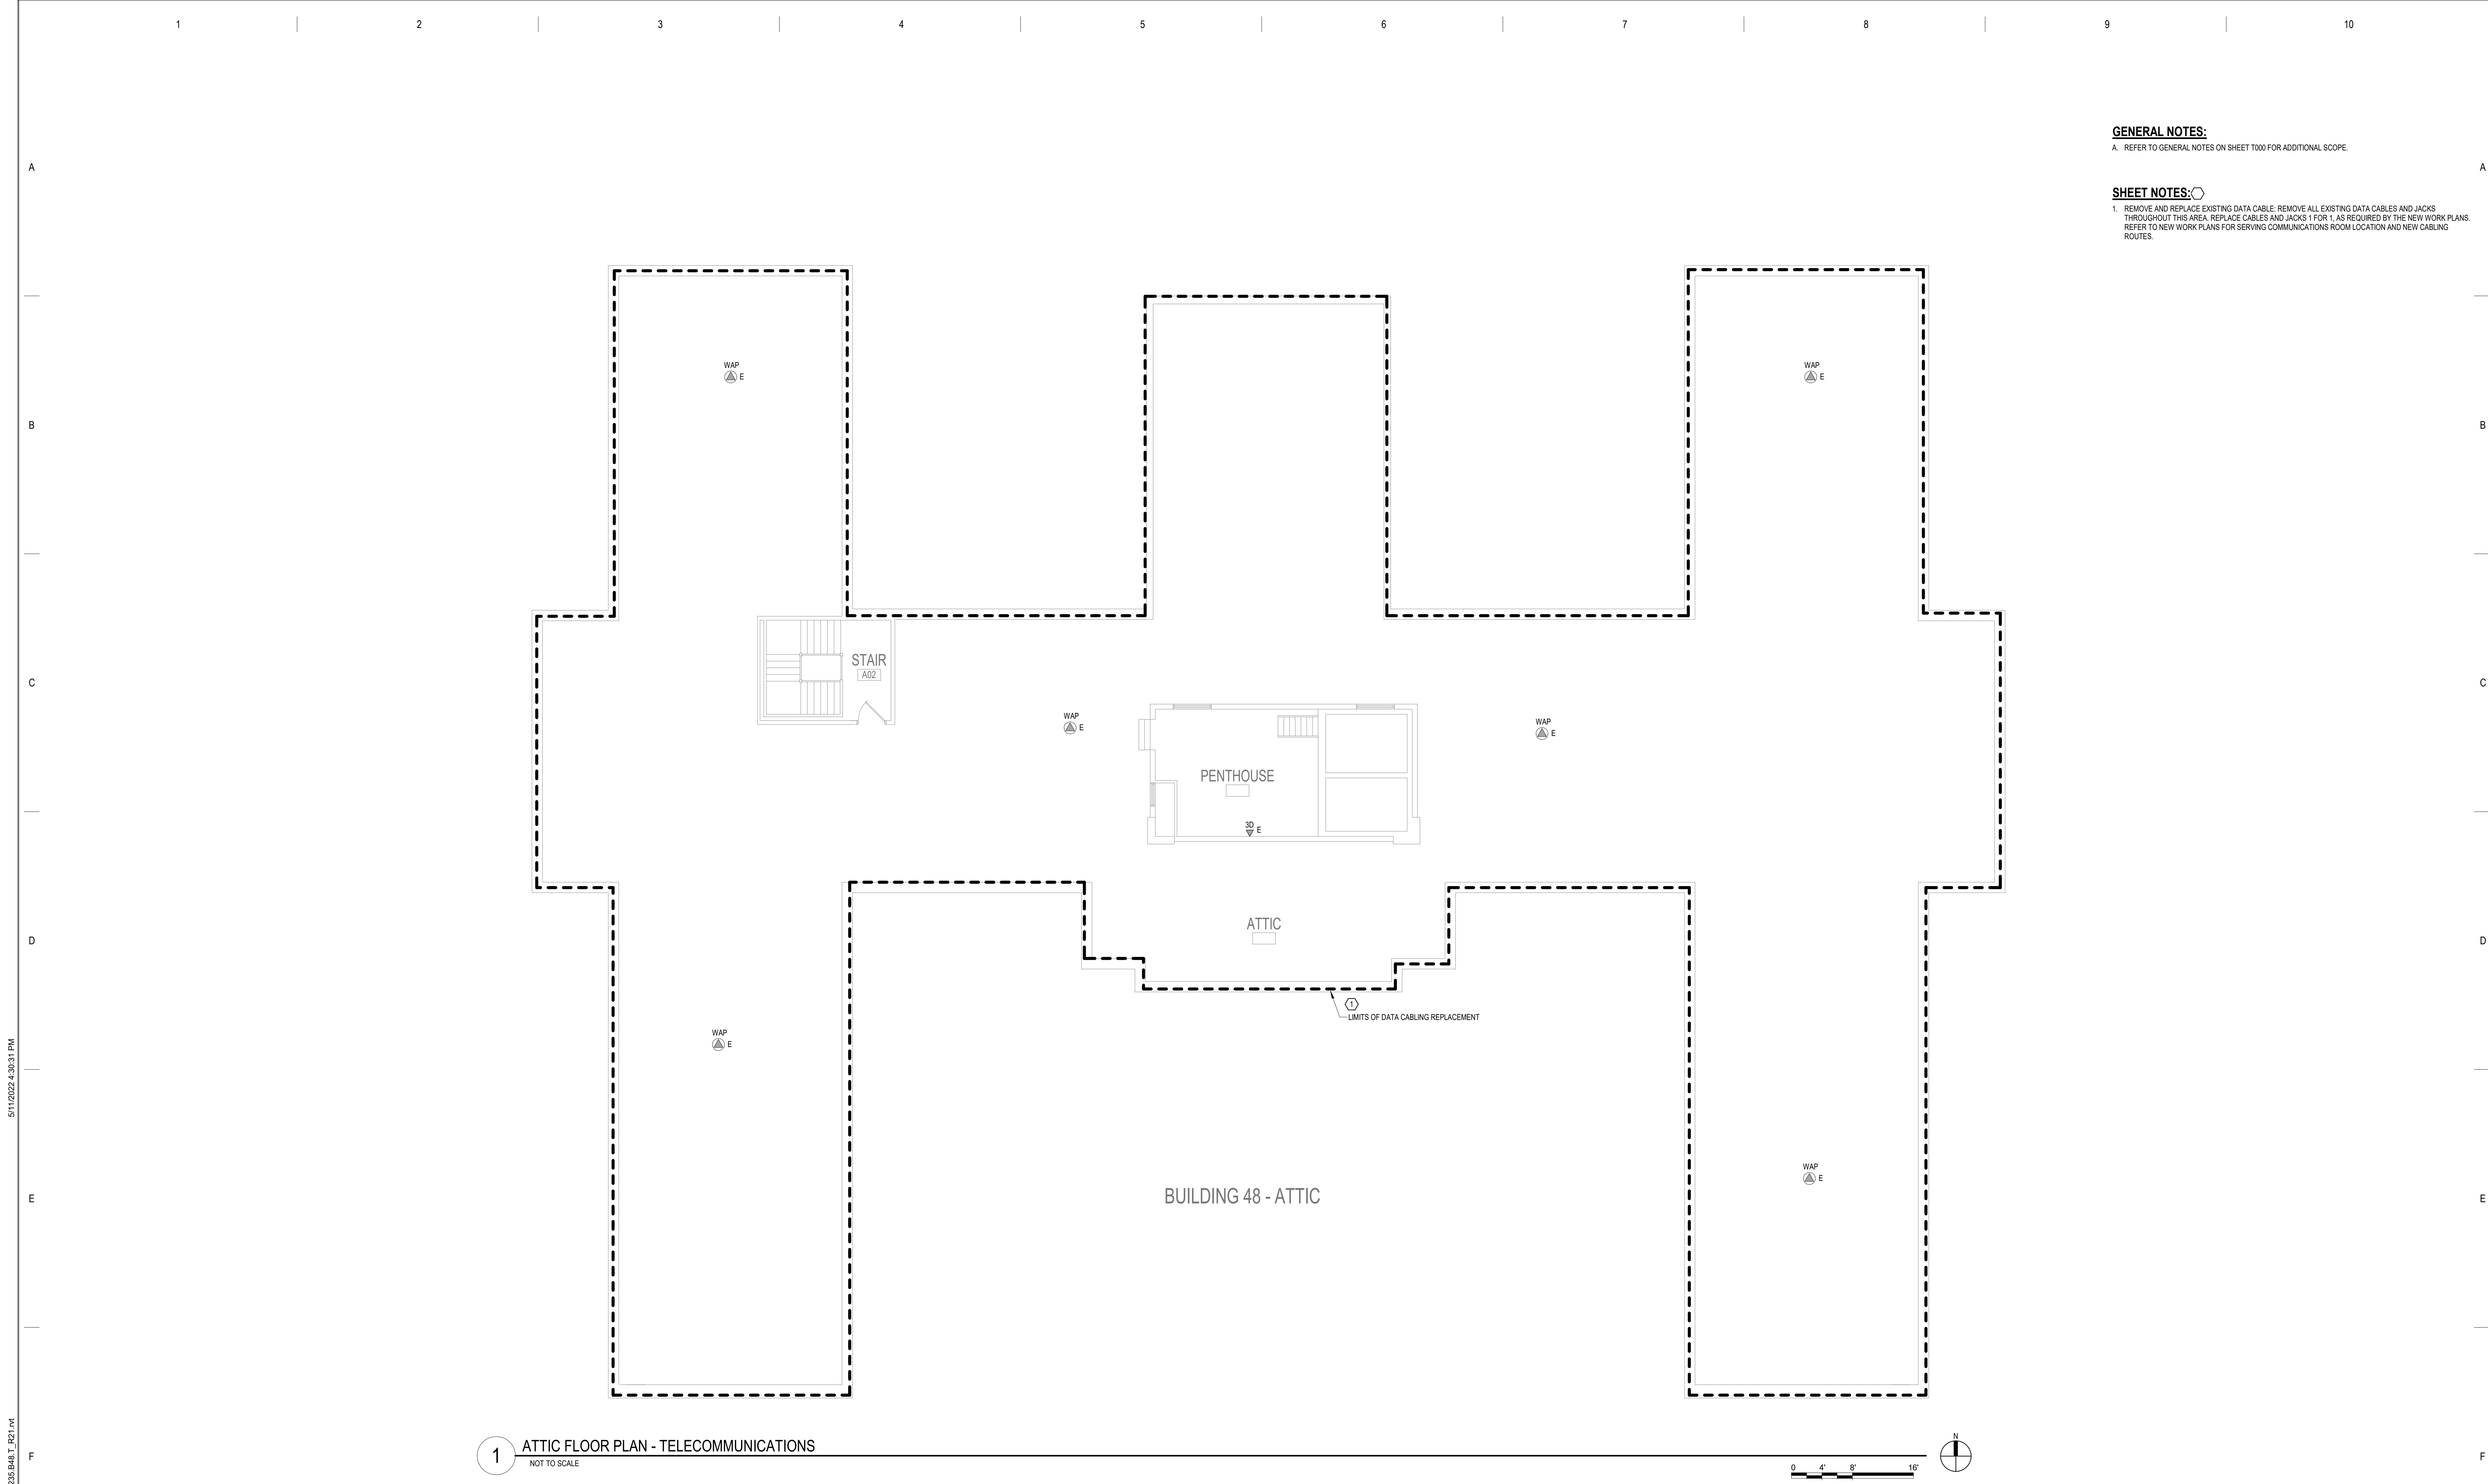 1 2 3 4 5 6 7 8 9 10
GENERAL NOTES:
A. REFER TO GENERAL NOTES ON SHEET T000 FOR ADDITIONAL SCOPE.
A A
SHEET NOTES:
1. REMOVE AND REPLACE EXISTING DATA CABLE: REMOVE ALL EXISTING DATA CABLES AND JACKS
THROUGHOUT THIS AREA. REPLACE CABLES AND JACKS 1 FOR 1, AS REQUIRED BY THE NEW WORK PLANS.
REFER TO NEW WORK PLANS FOR SERVING COMMUNICATIONS ROOM LOCATION AND NEW CABLING
ROUTES.
WAP
E
WAP
E
B B
STAIR
A02
C C
WAP
E
WAP
E
PENTHOUSE
3D
E
ATTIC
D D
1
LIMITS OF DATA CABLING REPLACEMENT
WAP
E
WAP
E
BUILDING 48 - ATTIC
E E
5/11/2022 4:30:31 PM
235.B48.T_R21.rvt
1
ATTIC FLOOR PLAN - TELECOMMUNICATIONS
NOT TO SCALE
N
F F
0 4' 8' 16'